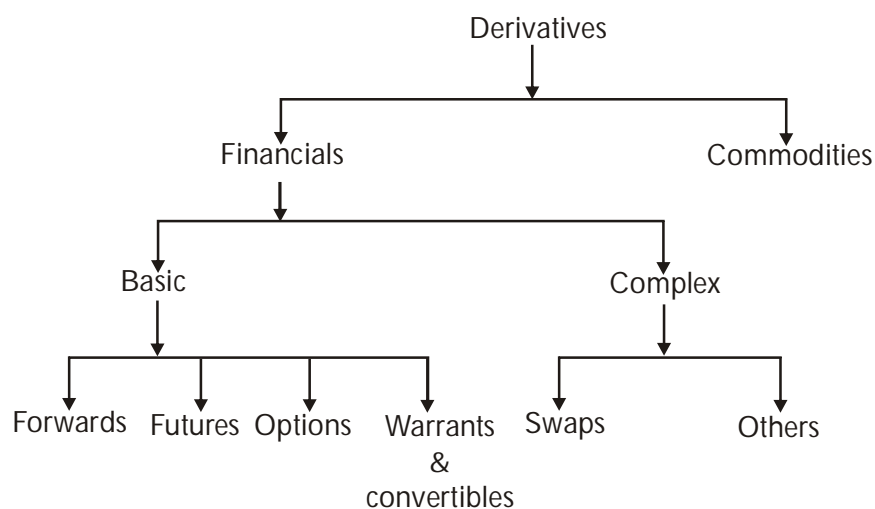 Derivatives
Financials
Commodities
Basic
Complex
Forwards
Futures
Options
Warrants
&
convertibles
Swaps
Others